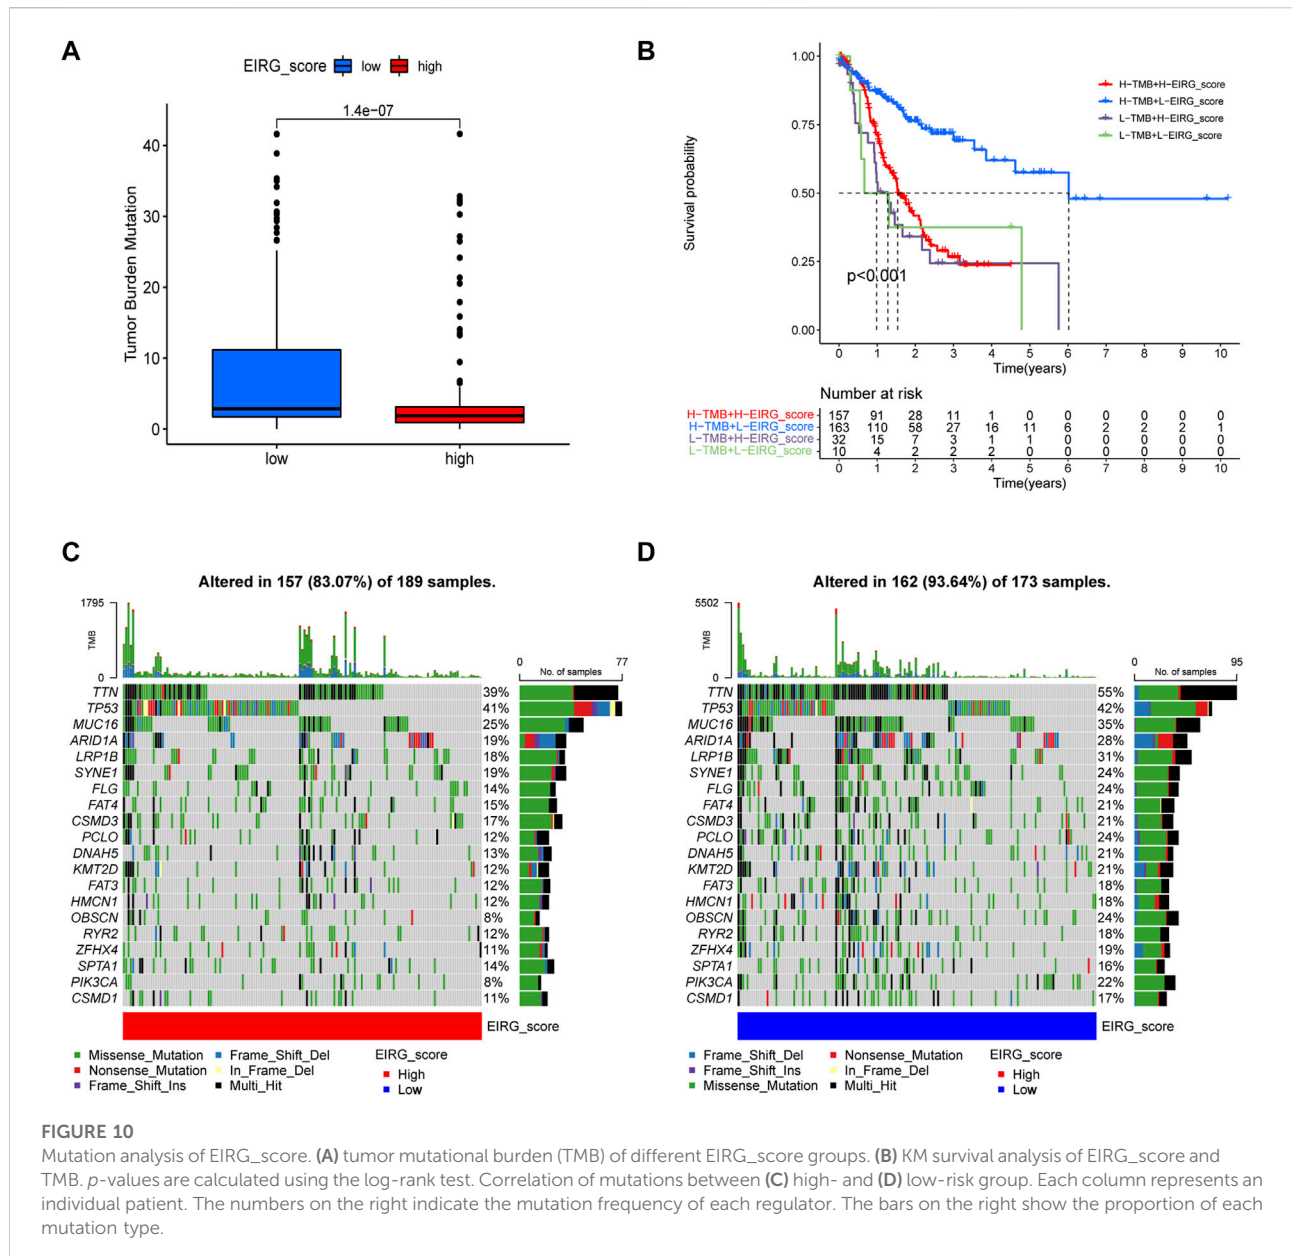 A
EIRG_score low high
1.4e−07
Tumor Burden Mutation
40
30
20
10
0
low high
B
Survival probability
1.00
0.75
0.50
0.25
0.00
H−TMB+H−EIRG_score
H−TMB+L−EIRG_score
L−TMB+H−EIRG_score
L−TMB+L−EIRG_score
p<0.001
0 1 2 3 4 5 6 7 8 9 10
Time(years)
Number at risk
H−TMB+H−EIRG_score 157 91 28 11 1 0 0 0 0 0 0
H−TMB+L−EIRG_score 163 110 58 27 16 11 6 2 2 2 1
L−TMB+H−EIRG_score 32 15 7 3 1 1 0 0 0 0 0
L−TMB+L−EIRG_score 10 4 2 2 2 0 0 0 0 0 0
0 1 2 3 4 5 6 7 8 9 10
Time(years)
C
Altered in 157 (83.07%) of 189 samples.
1795
TMB
0
0 77
No. of samples
TTN 39%
TP53 41%
MUC16 25%
ARID1A 19%
LRP1B 18%
SYNE1 19%
FLG 14%
FAT4 15%
CSMD3 17%
PCLO 12%
DNAH5 13%
KMT2D 12%
FAT3 12%
HMCN1 12%
OBSCN 8%
RYR2 12%
ZFHX4 11%
SPTA1 14%
PIK3CA 8%
CSMD1 11%
EIRG_score
Missense_Mutation Frame_Shift_Del EIRG_score
Nonsense_Mutation In_Frame_Del High
Frame_Shift_Ins Multi_Hit Low
D
Altered in 162 (93.64%) of 173 samples.
5502
TMB
0
0 95
No. of samples
TTN 55%
TP53 42%
MUC16 35%
ARID1A 28%
LRP1B 31%
SYNE1 24%
FLG 24%
FAT4 21%
CSMD3 21%
PCLO 24%
DNAH5 21%
KMT2D 21%
FAT3 18%
HMCN1 18%
OBSCN 24%
RYR2 18%
ZFHX4 19%
SPTA1 16%
PIK3CA 22%
CSMD1 17%
EIRG_score
Frame_Shift_Del Nonsense_Mutation EIRG_score
Frame_Shift_Ins In_Frame_Del High
Missense_Mutation Multi_Hit Low
FIGURE 10
Mutation analysis of EIRG_score. (A) tumor mutational burden (TMB) of different EIRG_score groups. (B) KM survival analysis of EIRG_score and
TMB. p-values are calculated using the log-rank test. Correlation of mutations between (C) high- and (D) low-risk group. Each column represents an
individual patient. The numbers on the right indicate the mutation frequency of each regulator. The bars on the right show the proportion of each
mutation type.